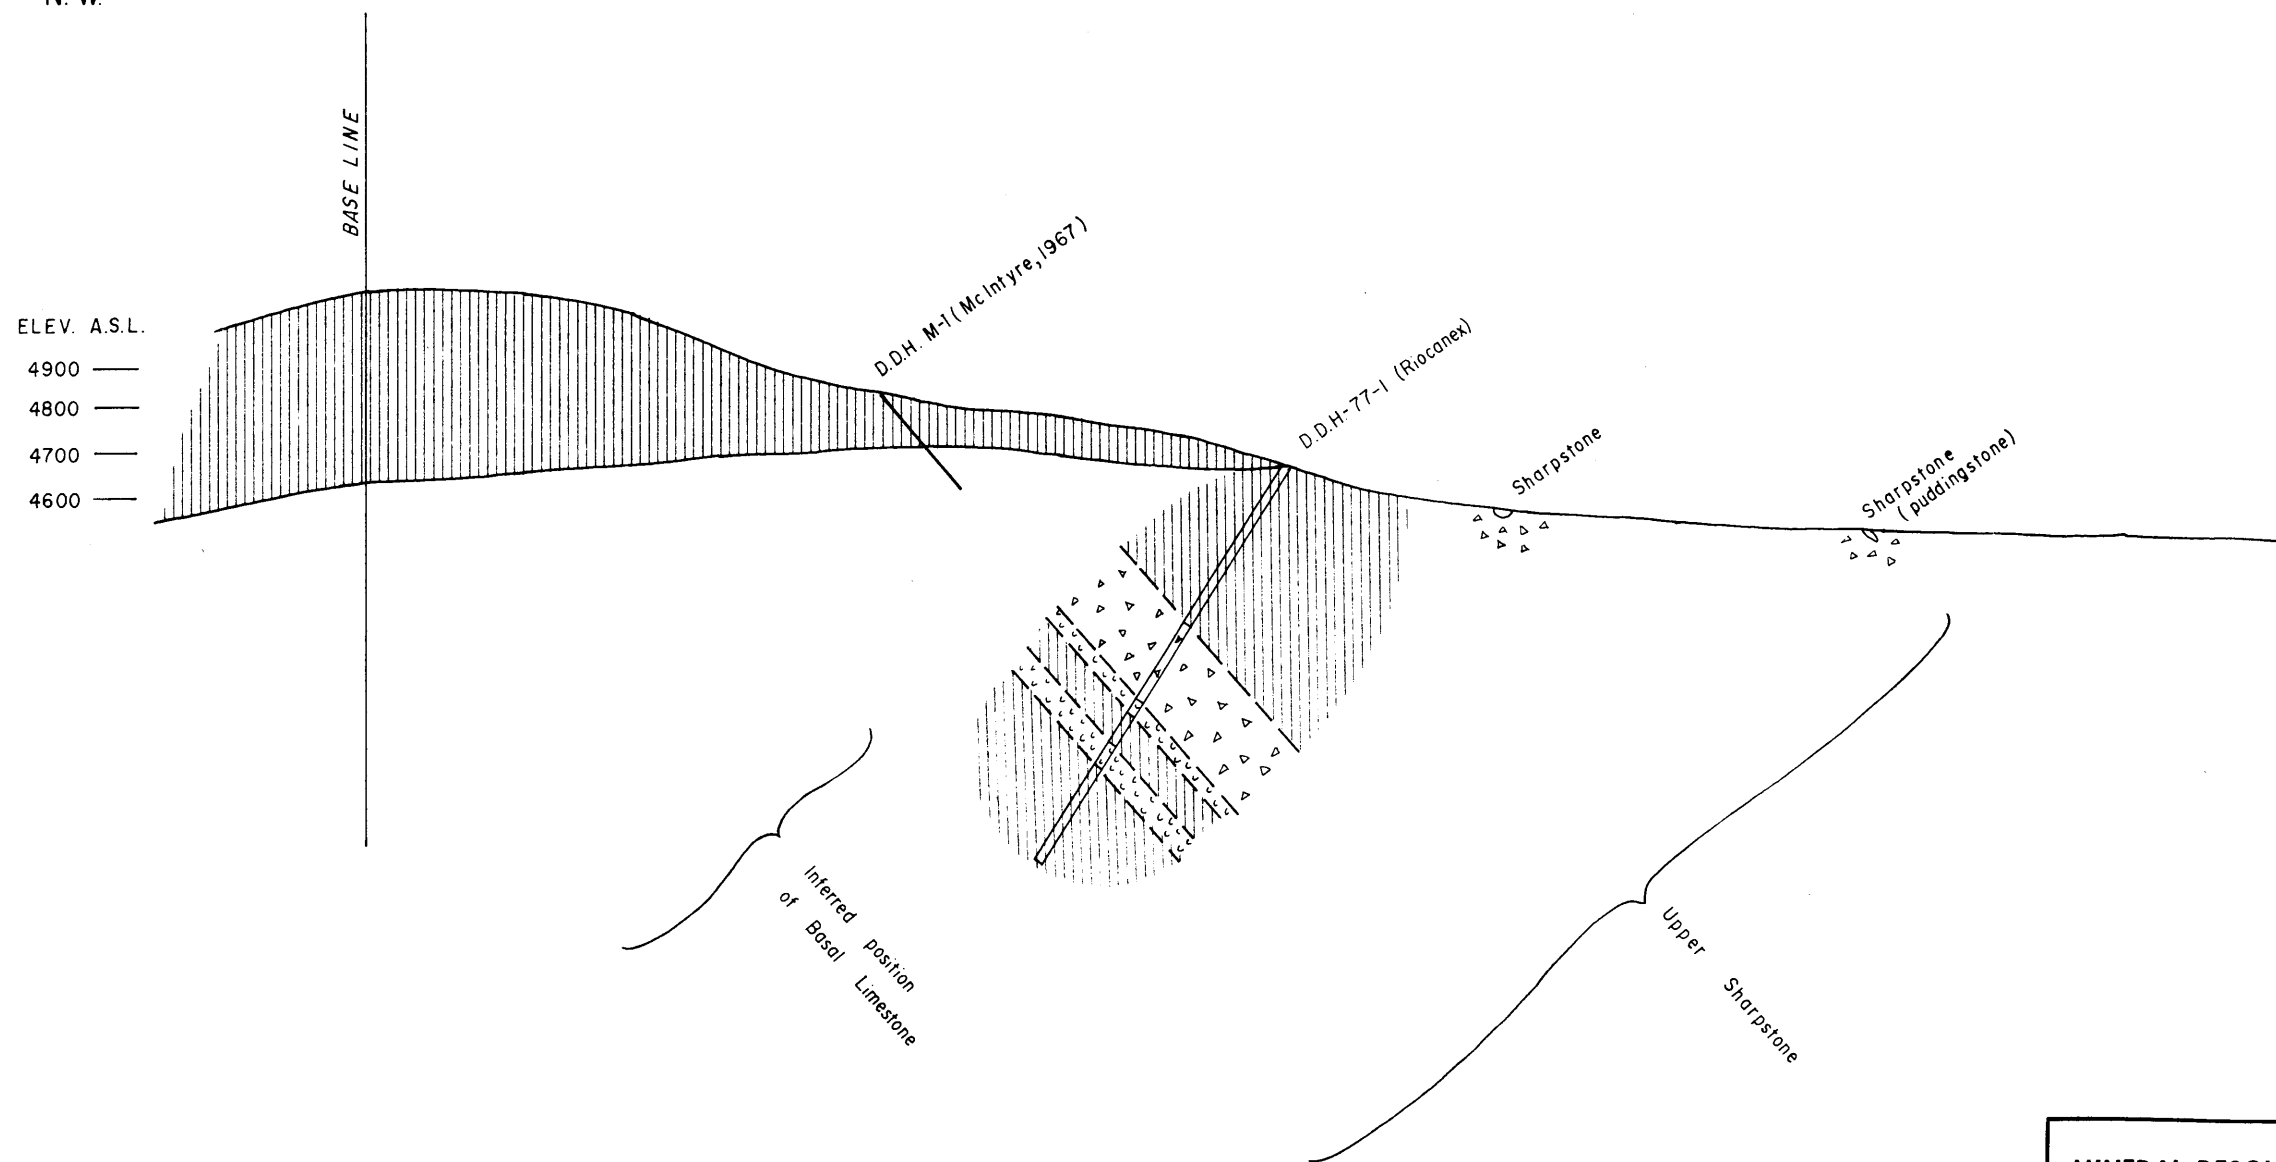 N. W.
BASE LINE
ELEV. A.S.L.
4900
4800
4700
4600
D.D.H. M-1 (McIntyre, 1967)
D.D.H.-77-1 (Riocanex)
Sharpstone
Sharpstone
(puddingstone)
Inferred position
of Basal Limestone
Upper Sharpstone